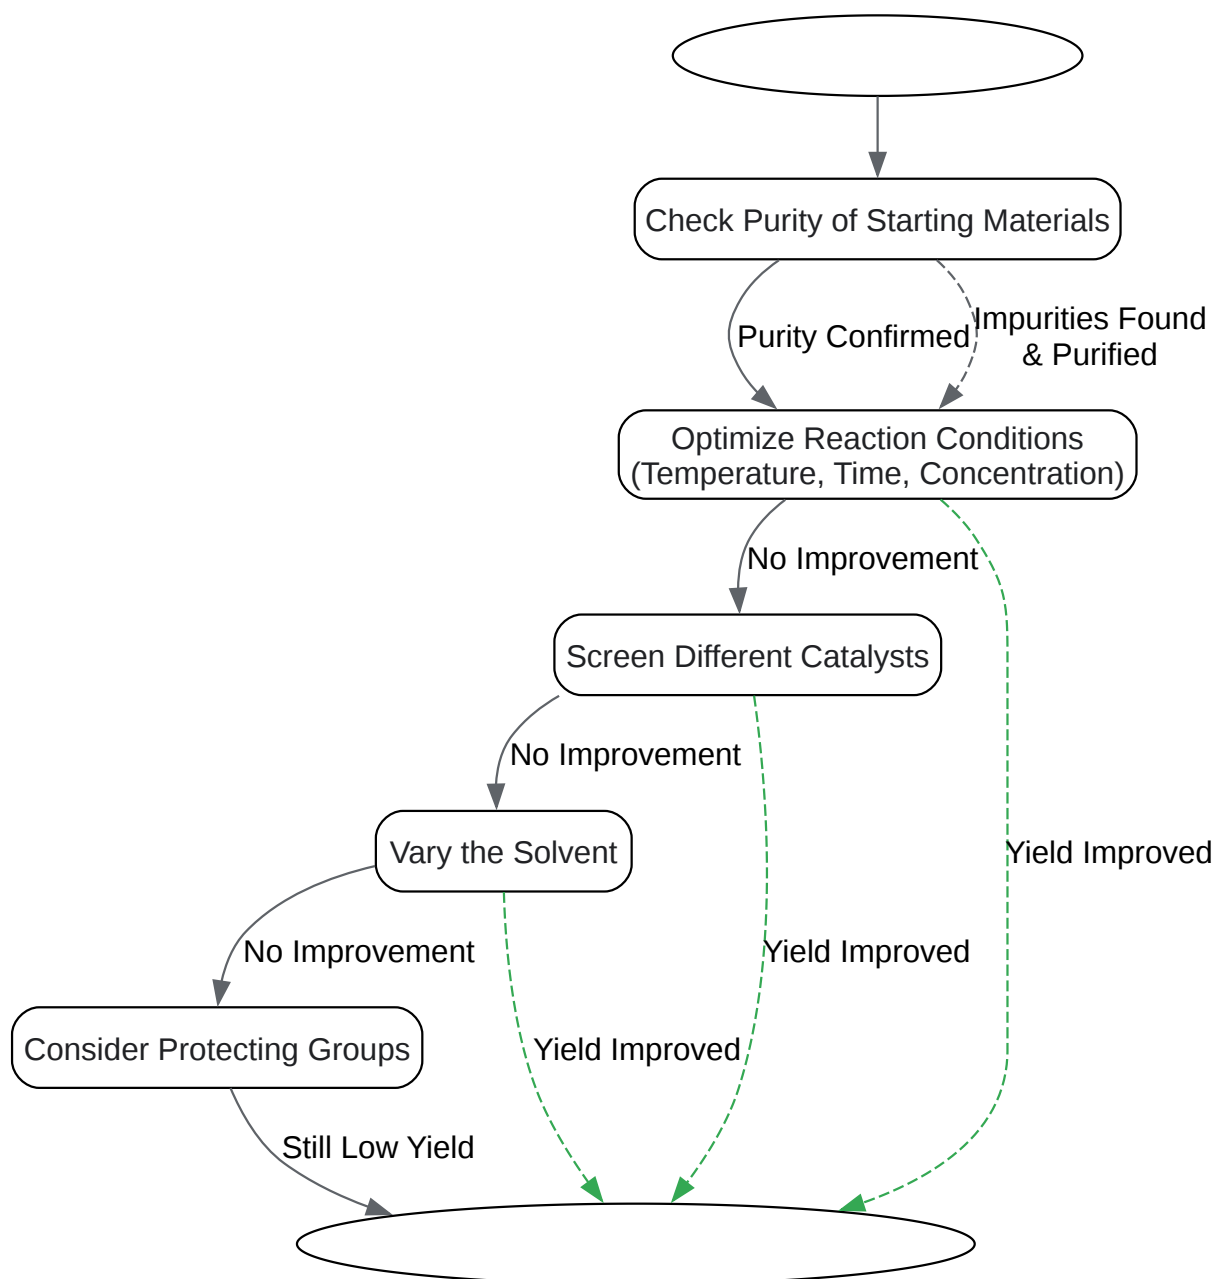 Check Purity of Starting Materials
Purity Confirmed
Impurities Found
& Purified
Optimize Reaction Conditions
(Temperature, Time, Concentration)
No Improvement
Screen Different Catalysts
No Improvement
Vary the Solvent
Yield Improved
No Improvement
Yield Improved
Consider Protecting Groups
Yield Improved
Still Low Yield